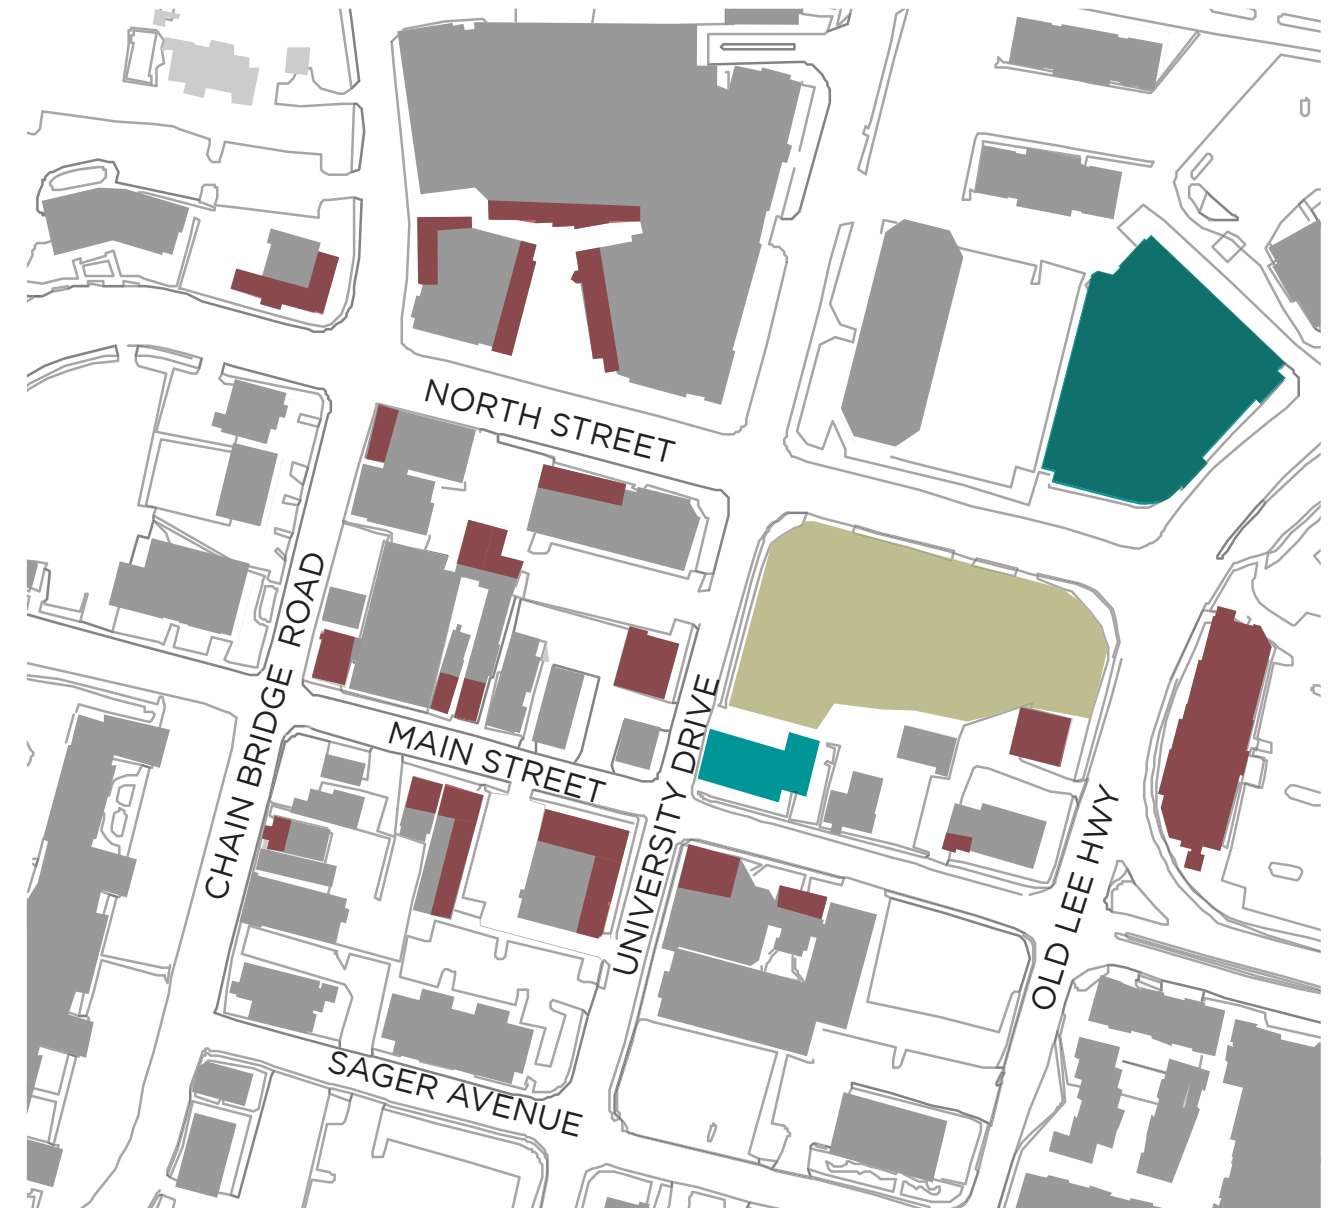 NORTH STREET
CHAIN BRIDGE ROAD
MAIN STREET
UNIVERSITY DRIVE
OLD LEE HWY
SAGER AVENUE